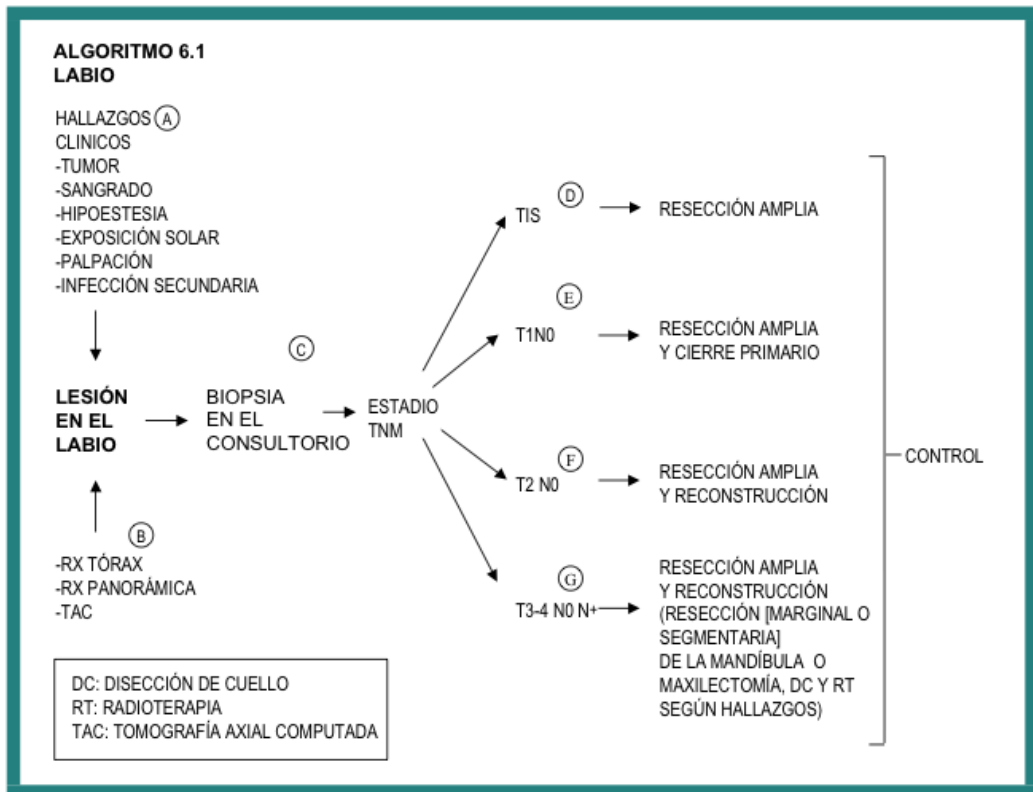 ALGORITMO 6.1
LABIO
HALLAZGOS A
CLINICOS
-TUMOR
-SANGRADO
-HIPOESTESIA
-EXPOSICIÓN SOLAR
-PALPACIÓN
-INFECCIÓN SECUNDARIA
LESIÓN
EN EL
LABIO
B
-RX TÓRAX
-RX PANORÁMICA
-TAC
C
BIOPSIA
EN EL
CONSULTORIO
ESTADIO
TNM
D
TIS
RESECCIÓN AMPLIA
E
T1N0
RESECCIÓN AMPLIA
Y CIERRE PRIMARIO
F
T2 N0
RESECCIÓN AMPLIA
Y RECONSTRUCCIÓN
G
T3-4 N0 N+
RESECCIÓN AMPLIA
Y RECONSTRUCCIÓN
(RESECCIÓN [MARGINAL O
SEGMENTARIA]
DE LA MANDÍBULA O
MAXILECTOMÍA, DC Y RT
SEGÚN HALLAZGOS)
CONTROL
DC: DISECCIÓN DE CUELLO
RT: RADIOTERAPIA
TAC: TOMOGRAFÍA AXIAL COMPUTADA